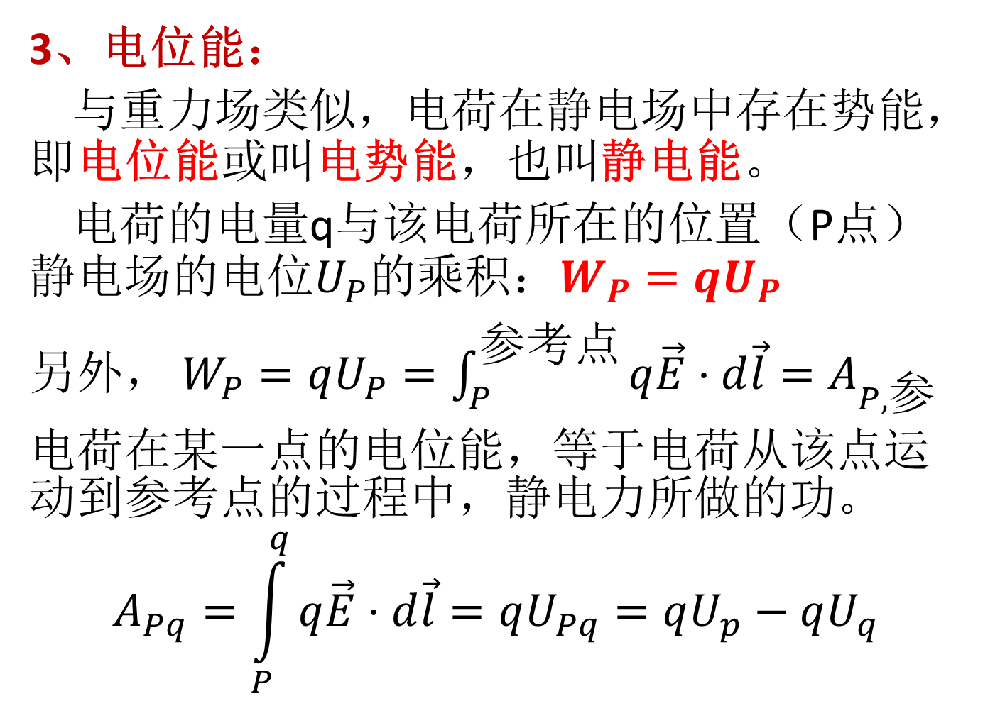 3、电位能：
与重力场类似，电荷在静电场中存在势能，
即电位能或叫电势能，也叫静电能。
电荷的电量q与该电荷所在的位置（P点）
静电场的电位$U_P$的乘积：$W_P = qU_P$
另外，$W_P = qU_P = \int_P^{参考点} q\vec{E} \cdot d\vec{l} = A_{P,参}$
电荷在某一点的电位能，等于电荷从该点运
动到参考点的过程中，静电力所做的功。
$A_{Pq} = \int_P^q q\vec{E} \cdot d\vec{l} = qU_{Pq} = qU_p - qU_q$